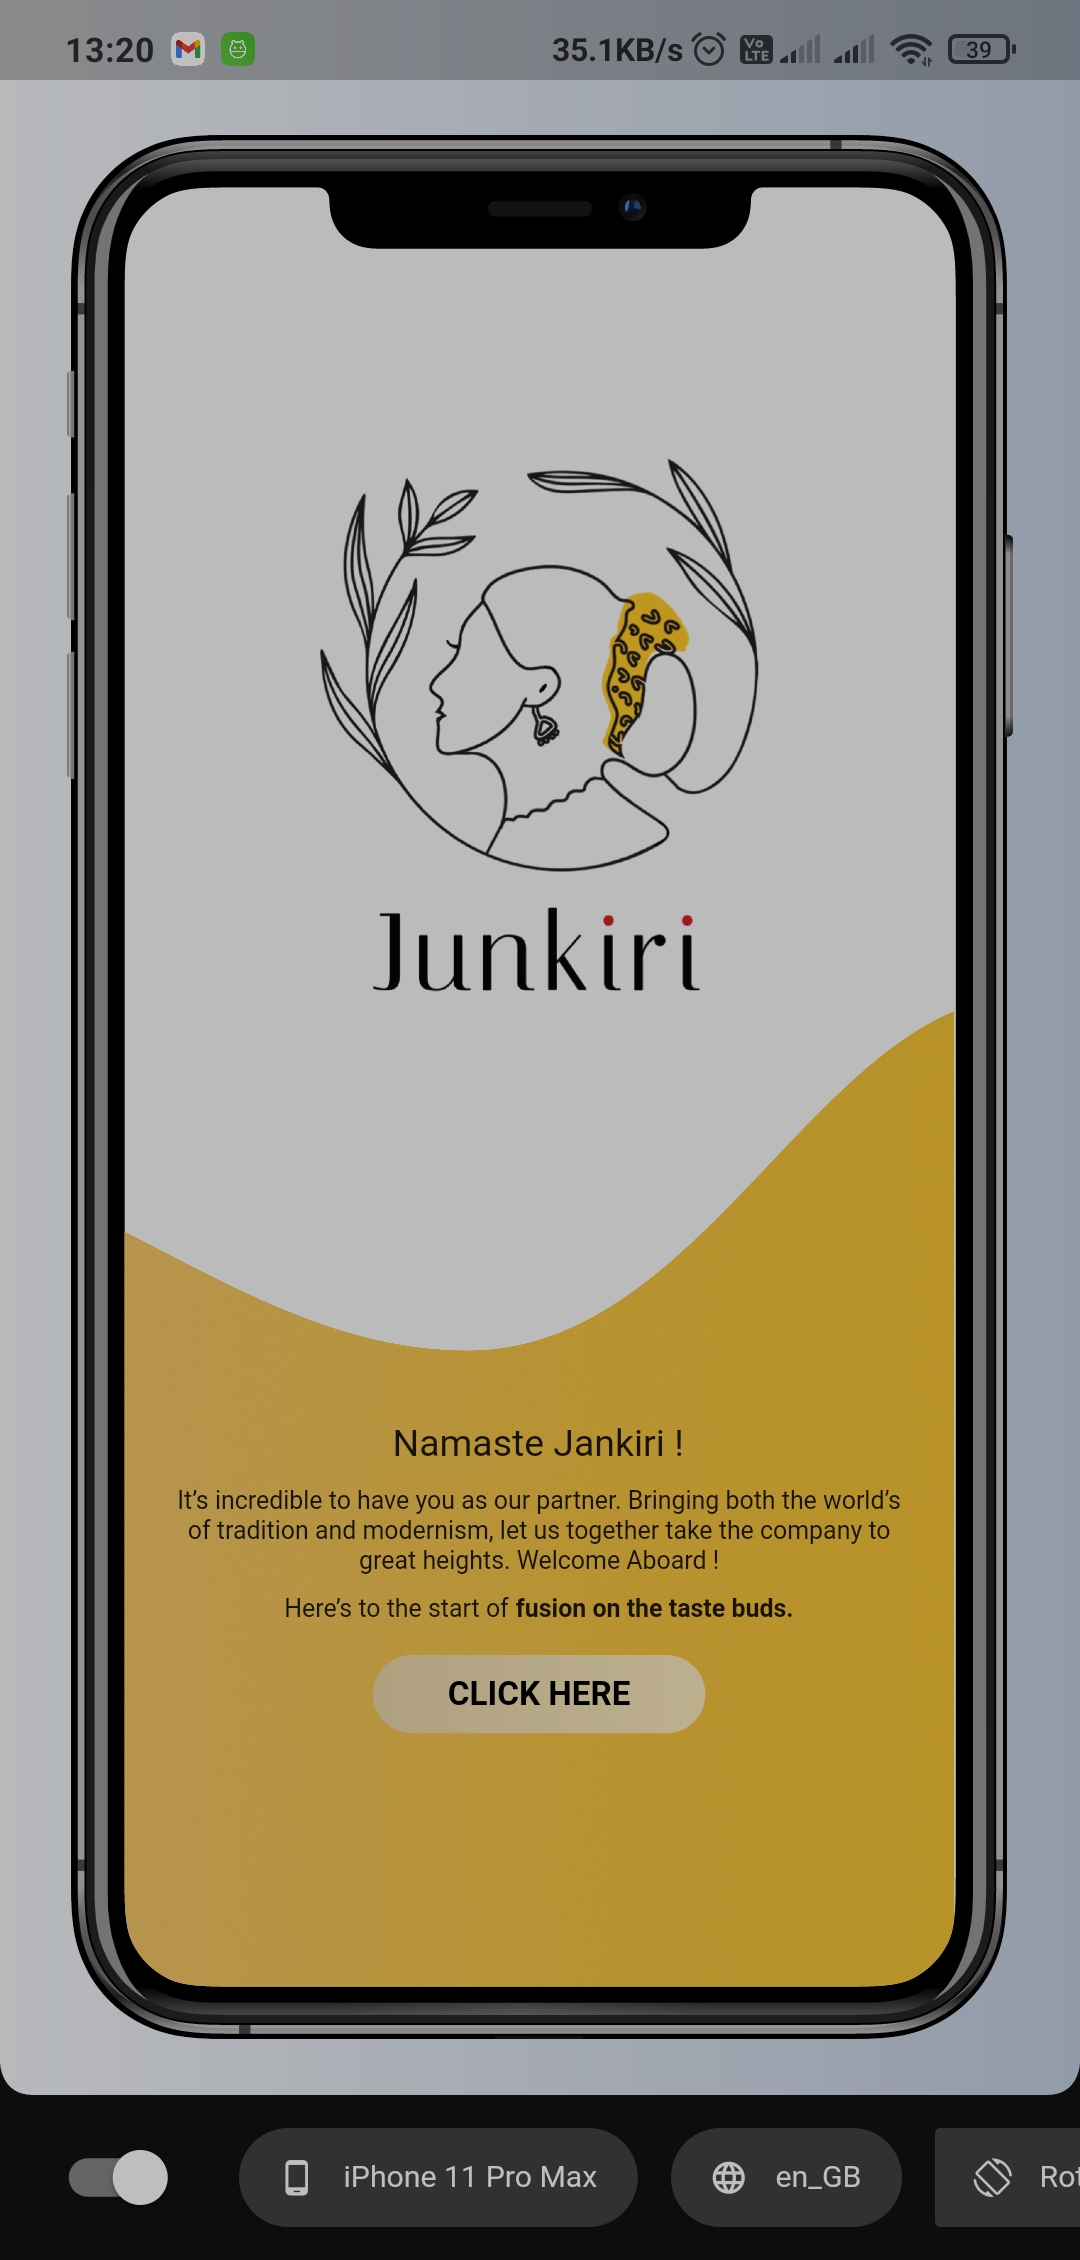 13:20
35.1KB/s
Vo
LTE
39
Junkiri
Namaste Jankiri !
It’s incredible to have you as our partner. Bringing both the world’s
of tradition and modernism, let us together take the company to
great heights. Welcome Aboard !
Here’s to the start of fusion on the taste buds.
CLICK HERE
iPhone 11 Pro Max
en_GB
Rot